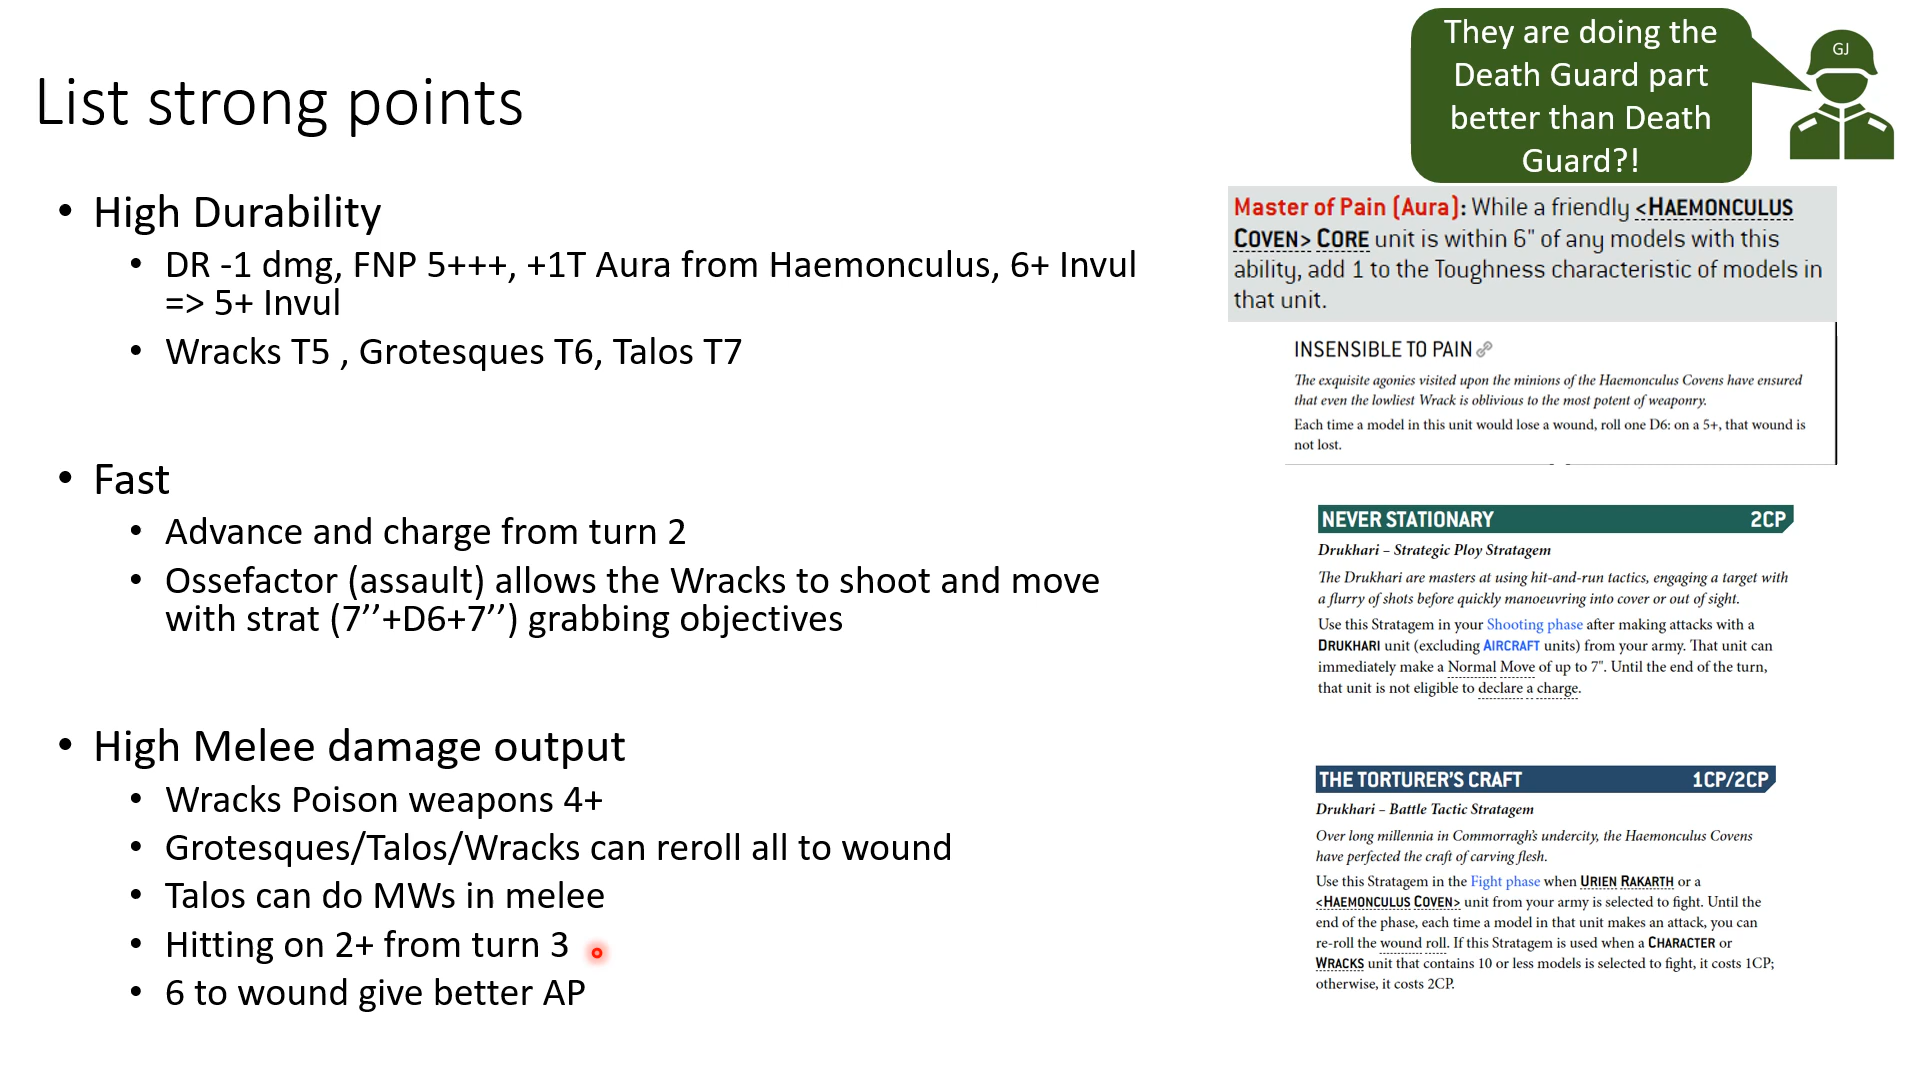 They are doing the
Death Guard part
better than Death
Guard?!
GJ
List strong points
• High Durability
• DR -1 dmg, FNP 5+++, +1T Aura from Haemonculus, 6+ Invul
=> 5+ Invul
• Wracks T5 , Grotesques T6, Talos T7
• Fast
• Advance and charge from turn 2
• Ossefactor (assault) allows the Wracks to shoot and move
with strat (7’’+D6+7’’) grabbing objectives
• High Melee damage output
• Wracks Poison weapons 4+
• Grotesques/Talos/Wracks can reroll all to wound
• Talos can do MWs in melee
• Hitting on 2+ from turn 3
• 6 to wound give better AP
Master of Pain (Aura): While a friendly <HAEMONCULUS
COVEN> CORE unit is within 6" of any models with this
ability, add 1 to the Toughness characteristic of models in
that unit.
INSENSIBLE TO PAIN
The exquisite agonies visited upon the minions of the Haemonculus Covens have ensured
that even the lowliest Wrack is oblivious to the most potent of weaponry.
Each time a model in this unit would lose a wound, roll one D6: on a 5+, that wound is
not lost.
NEVER STATIONARY 2CP
Drukhari – Strategic Ploy Stratagem
The Drukhari are masters at using hit-and-run tactics, engaging a target with
a flurry of shots before quickly manoeuvring into cover or out of sight.
Use this Stratagem in your Shooting phase after making attacks with a
DRUKHARI unit (excluding AIRCRAFT units) from your army. That unit can
immediately make a Normal Move of up to 7". Until the end of the turn,
that unit is not eligible to declare a charge.
THE TORTURER’S CRAFT 1CP/2CP
Drukhari – Battle Tactic Stratagem
Over long millennia in Commorragh’s undercity, the Haemonculus Covens
have perfected the craft of carving flesh.
Use this Stratagem in the Fight phase when URIEN RAKARTH or a
<HAEMONCULUS COVEN> unit from your army is selected to fight. Until the
end of the phase, each time a model in that unit makes an attack, you can
re-roll the wound roll. If this Stratagem is used when a CHARACTER or
WRACKS unit that contains 10 or less models is selected to fight, it costs 1CP;
otherwise, it costs 2CP.